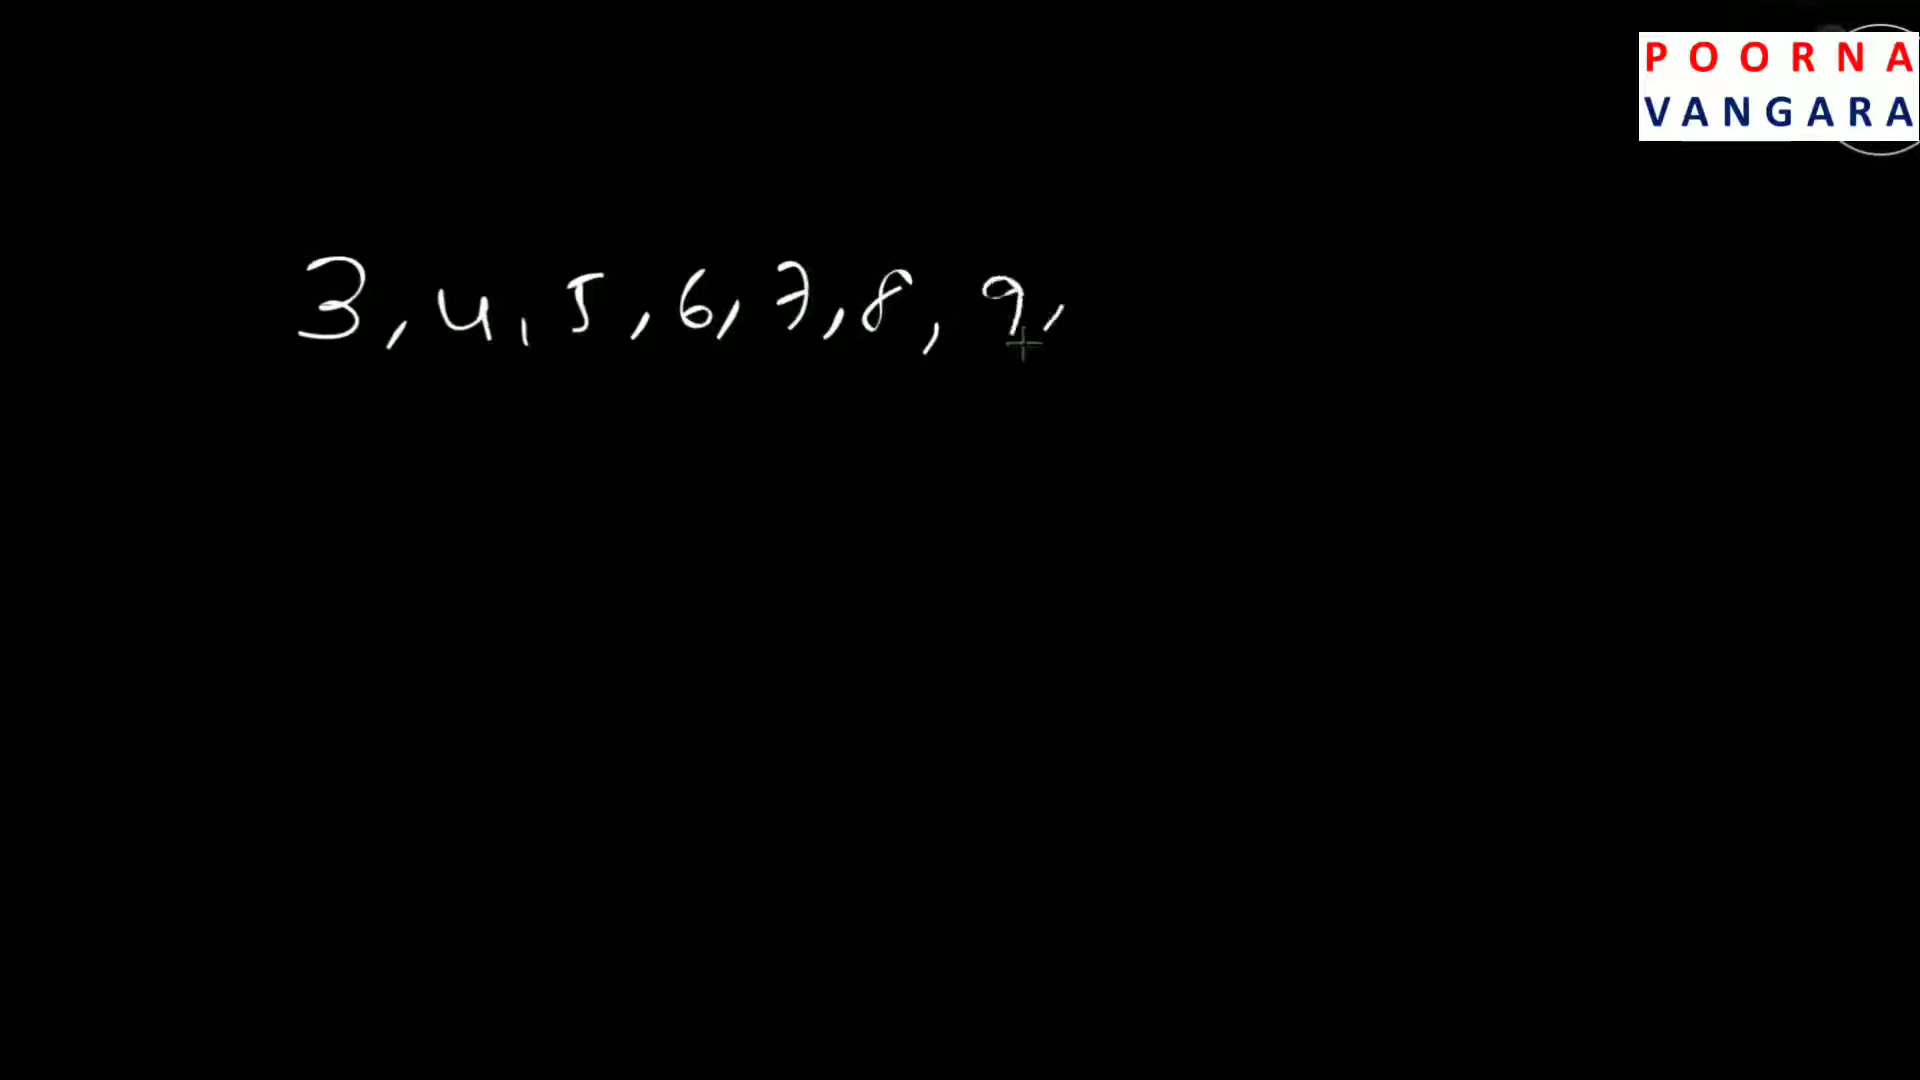 POORNA
VANGARA
3, 4, 5, 6, 7, 8, 9,